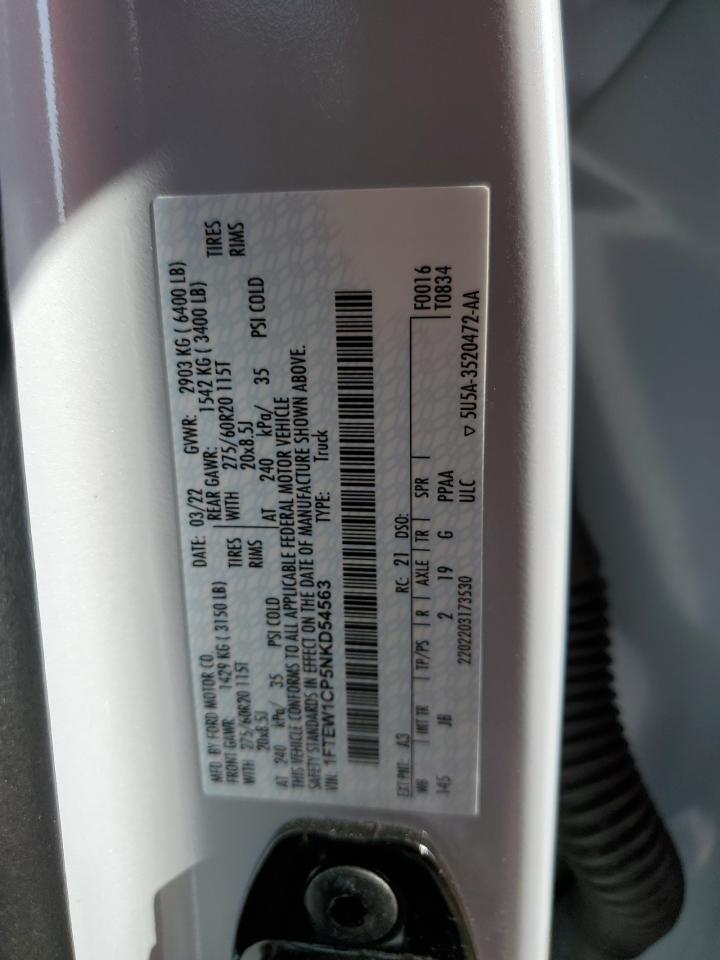 MFD. BY FORD MOTOR CO.
DATE: 03/22 GVWR: 2903 KG ( 6400 LB)
FRONT GAWR: 1429 KG ( 3150 LB) REAR GAWR: 1542 KG ( 3400 LB)
WITH 275/60R20 115T TIRES WITH 275/60R20 115T TIRES
20x8.5J RIMS 20x8.5J RIMS
AT 240 kPa/ 35 PSI COLD AT 240 kPa/ 35 PSI COLD
THIS VEHICLE CONFORMS TO ALL APPLICABLE FEDERAL MOTOR VEHICLE
SAFETY STANDARDS IN EFFECT ON THE DATE OF MANUFACTURE SHOWN ABOVE.
VIN: 1FTEW1CP5NKD54563 TYPE: Truck
EXT PNT: A3 RC: 21 DSO: F0016
WB INT TR TP/PS R AXLE TR SPR T0834
145 JB 2 19 G PPAA
ULC
2202203173530 ▽ 5U5A-3520472-AA